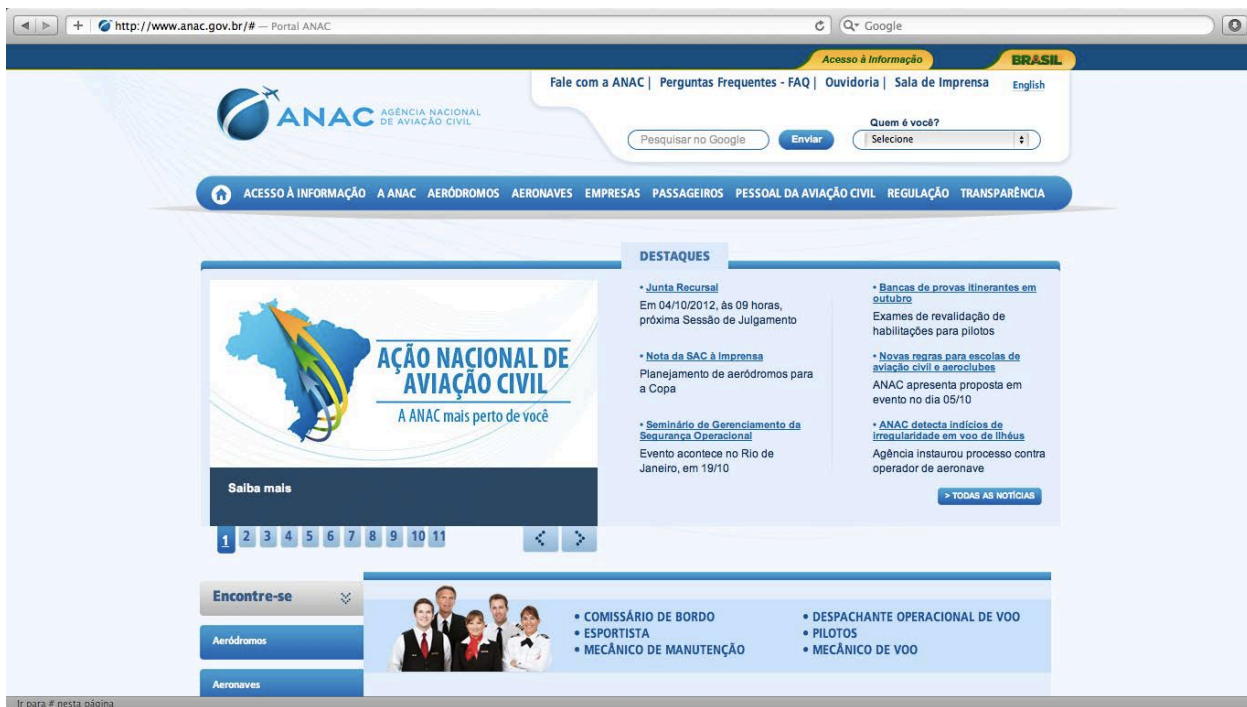 http://www.anac.gov.br/# — Portal ANAC
Google
Acesso à Informação
BRASIL
Fale com a ANAC | Perguntas Frequentes - FAQ | Ouvidoria | Sala de Imprensa
English
ANAC AGÊNCIA NACIONAL
DE AVIAÇÃO CIVIL
Quem é você?
Pesquisar no Google
Enviar
Selecione
ACESSO À INFORMAÇÃO A ANAC AERÓDROMOS AERONAVES EMPRESAS PASSAGEIROS PESSOAL DA AVIAÇÃO CIVIL REGULAÇÃO TRANSPARÊNCIA
AÇÃO NACIONAL DE
AVIAÇÃO CIVIL
A ANAC mais perto de você
Saiba mais
1 2 3 4 5 6 7 8 9 10 11
DESTAQUES
• Junta Recursal
Em 04/10/2012, às 09 horas,
próxima Sessão de Julgamento
• Nota da SAC à Imprensa
Planejamento de aeródromos para
a Copa
• Seminário de Gerenciamento da
Segurança Operacional
Evento acontece no Rio de
Janeiro, em 19/10
• Bancas de provas itinerantes em
outubro
Exames de revalidação de
habilitações para pilotos
• Novas regras para escolas de
aviação civil e aeroclubes
ANAC apresenta proposta em
evento no dia 05/10
• ANAC detecta indícios de
irregularidade em voo de Ilhéus
Agência instaurou processo contra
operador de aeronave
> TODAS AS NOTÍCIAS
Encontre-se
Aeródromos
Aeronaves
• COMISSÁRIO DE BORDO
• ESPORTISTA
• MECÂNICO DE MANUTENÇÃO
• DESPACHANTE OPERACIONAL DE VOO
• PILOTOS
• MECÂNICO DE VOO
Ir para # nesta página